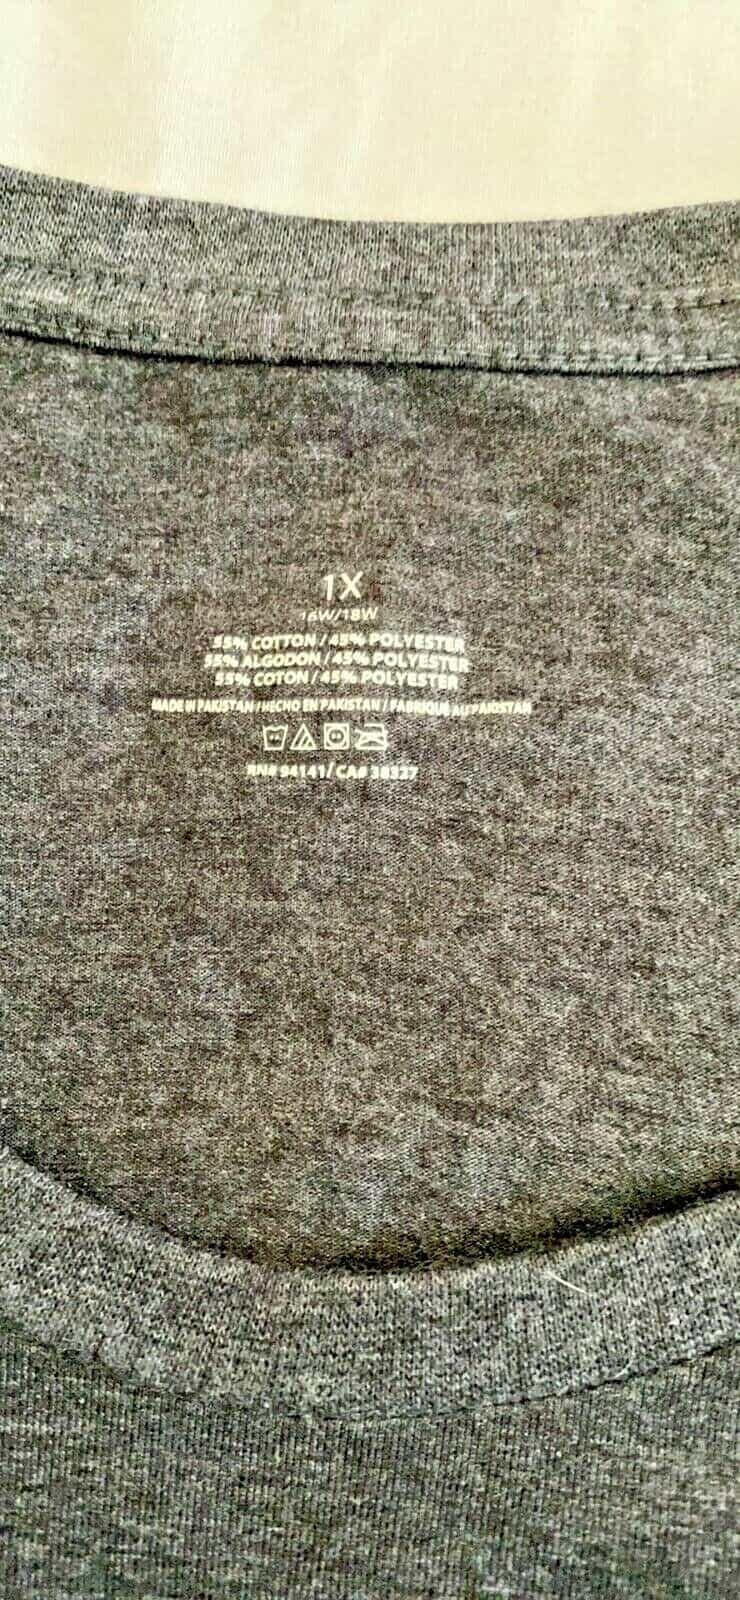 1X
16W/18W
55% COTTON / 45% POLYESTER
55% ALGODON / 45% POLYESTER
55% COTON / 45% POLYESTER
MADE IN PAKISTAN / HECHO EN PAKISTAN / FABRIQUÉ AU PAKISTAN
RN# 94141/ CA# 38327